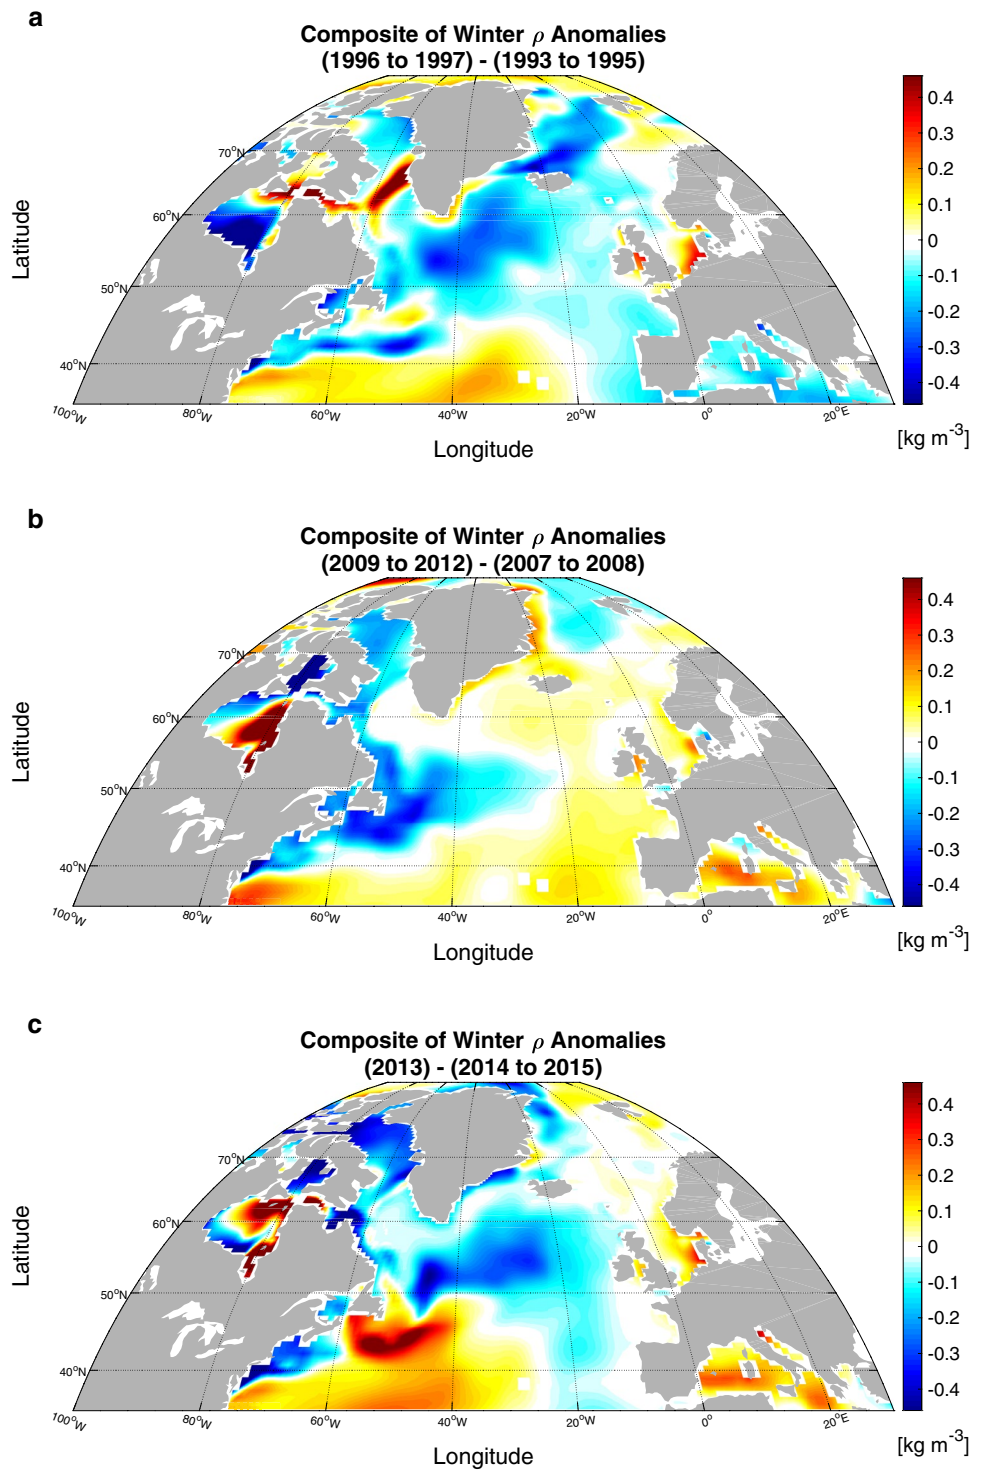 a
Composite of Winter ρ Anomalies
(1996 to 1997) - (1993 to 1995)
70°N
60°N
50°N
40°N
Latitude
100°W
80°W
60°W
40°W
20°W
0°
20°E
Longitude
0.4
0.3
0.2
0.1
0
-0.1
-0.2
-0.3
-0.4
[kg m-3]
b
Composite of Winter ρ Anomalies
(2009 to 2012) - (2007 to 2008)
70°N
60°N
50°N
40°N
Latitude
100°W
80°W
60°W
40°W
20°W
0°
20°E
Longitude
0.4
0.3
0.2
0.1
0
-0.1
-0.2
-0.3
-0.4
[kg m-3]
c
Composite of Winter ρ Anomalies
(2013) - (2014 to 2015)
70°N
60°N
50°N
40°N
Latitude
100°W
80°W
60°W
40°W
20°W
0°
20°E
Longitude
0.4
0.3
0.2
0.1
0
-0.1
-0.2
-0.3
-0.4
[kg m-3]